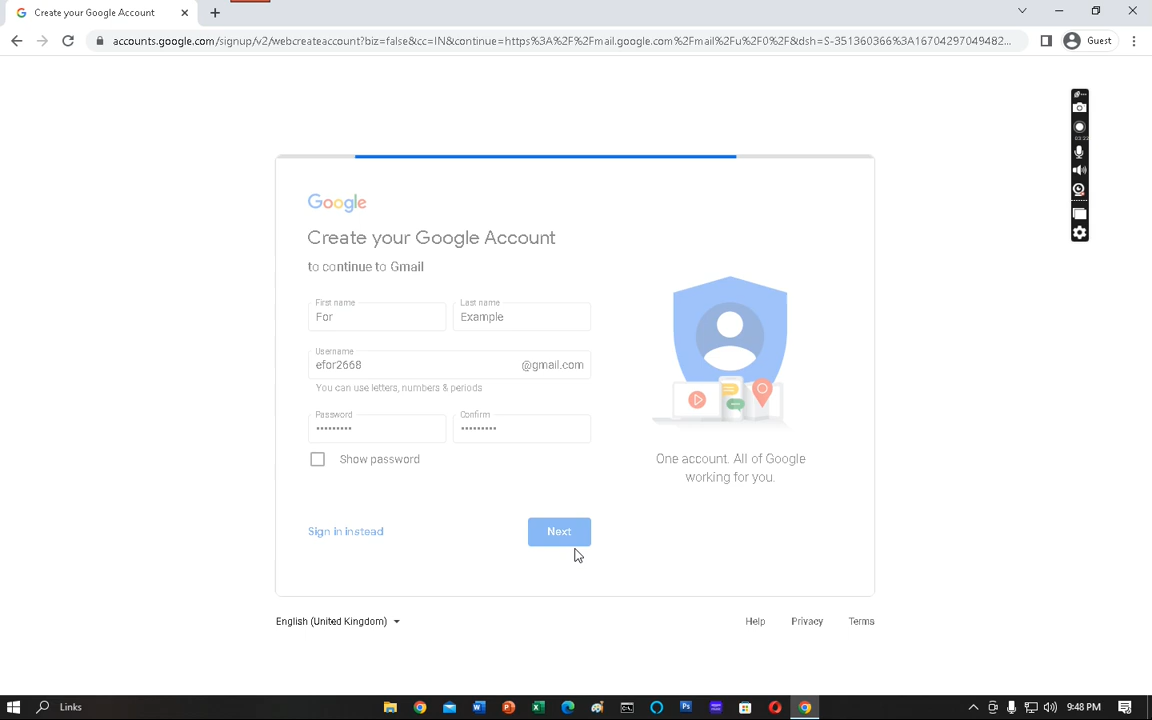 Create your Google Account
accounts.google.com/signup/v2/webcreateaccount?biz=false&cc=IN&continue=https%3A%2F%2Fmail.google.com%2Fmail%2Fu%2F0%2F&dsh=S-351360366%3A16704297049482...
Guest
Google
Create your Google Account
to continue to Gmail
First name
For
Last name
Example
Username
efor2668
@gmail.com
You can use letters, numbers & periods
Password
•••••••••
Confirm
•••••••••
Show password
One account. All of Google
working for you.
Sign in instead
Next
English (United Kingdom)
Help
Privacy
Terms
Links
9:48 PM